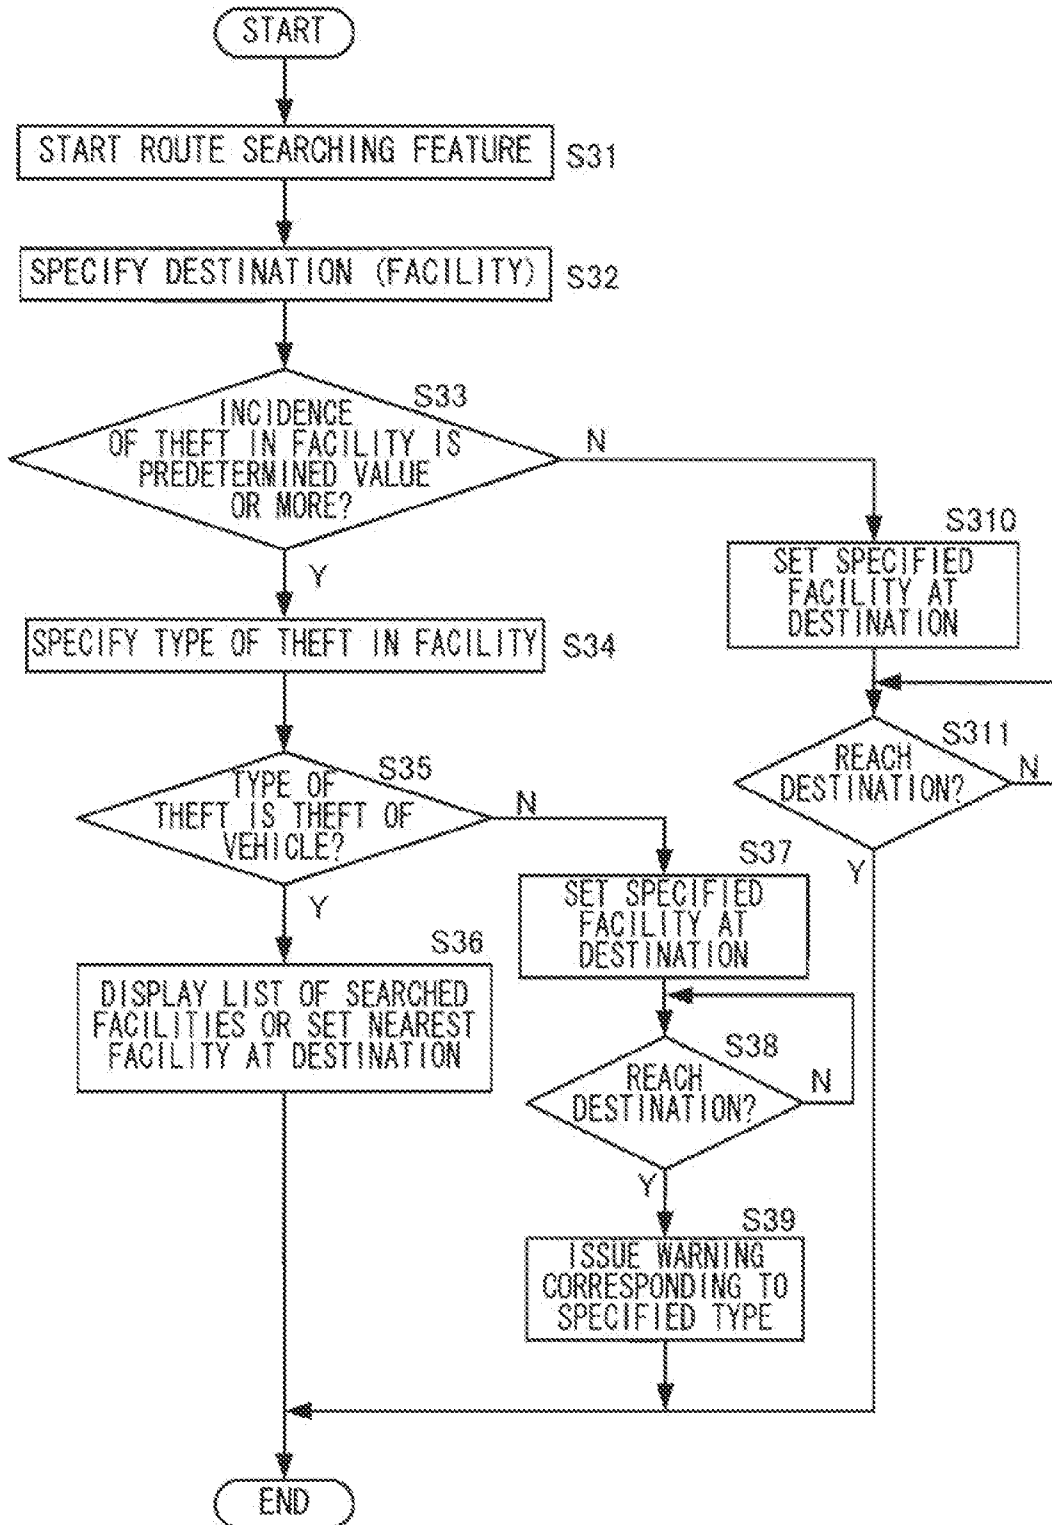 START
START ROUTE SEARCHING FEATURE
S31
SPECIFY DESTINATION (FACILITY)
S32
S33
INCIDENCE
OF THEFT IN FACILITY IS
PREDETERMINED VALUE
OR MORE?
N
Y
S310
SET SPECIFIED
FACILITY AT
DESTINATION
SPECIFY TYPE OF THEFT IN FACILITY
S34
S311
REACH
DESTINATION?
N
Y
S35
TYPE OF
THEFT IS THEFT OF
VEHICLE?
N
Y
S37
SET SPECIFIED
FACILITY AT
DESTINATION
S36
DISPLAY LIST OF SEARCHED
FACILITIES OR SET NEAREST
FACILITY AT DESTINATION
S38
REACH
DESTINATION?
N
Y
S39
ISSUE WARNING
CORRESPONDING TO
SPECIFIED TYPE
END